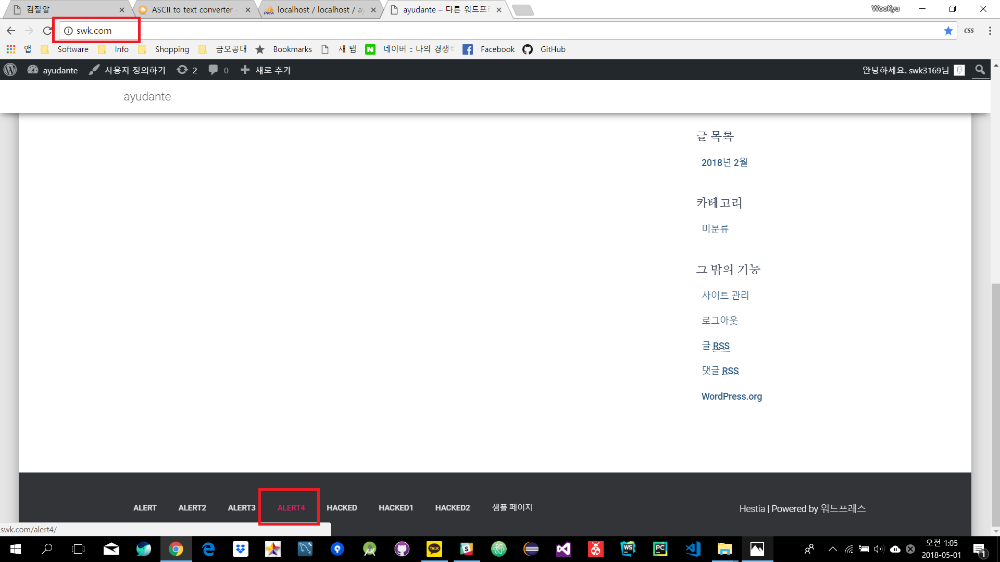 컴잘알
ASCII to text converter -
localhost / localhost / ay
ayudante – 다른 워드프레
WooKyu
swk.com
css
앱
Software
Info
Shopping
금오공대
Bookmarks
새 탭
네이버 :: 나의 경쟁력
Facebook
GitHub
ayudante
사용자 정의하기
2
0
새로 추가
안녕하세요. swk3169님
ayudante
글 목록
2018년 2월
카테고리
미분류
그 밖의 기능
사이트 관리
로그아웃
글 RSS
댓글 RSS
WordPress.org
ALERT
ALERT2
ALERT3
ALERT4
HACKED
HACKED1
HACKED2
샘플 페이지
Hestia | Powered by 워드프레스
swk.com/alert4/
오전 1:05
2018-05-01
1